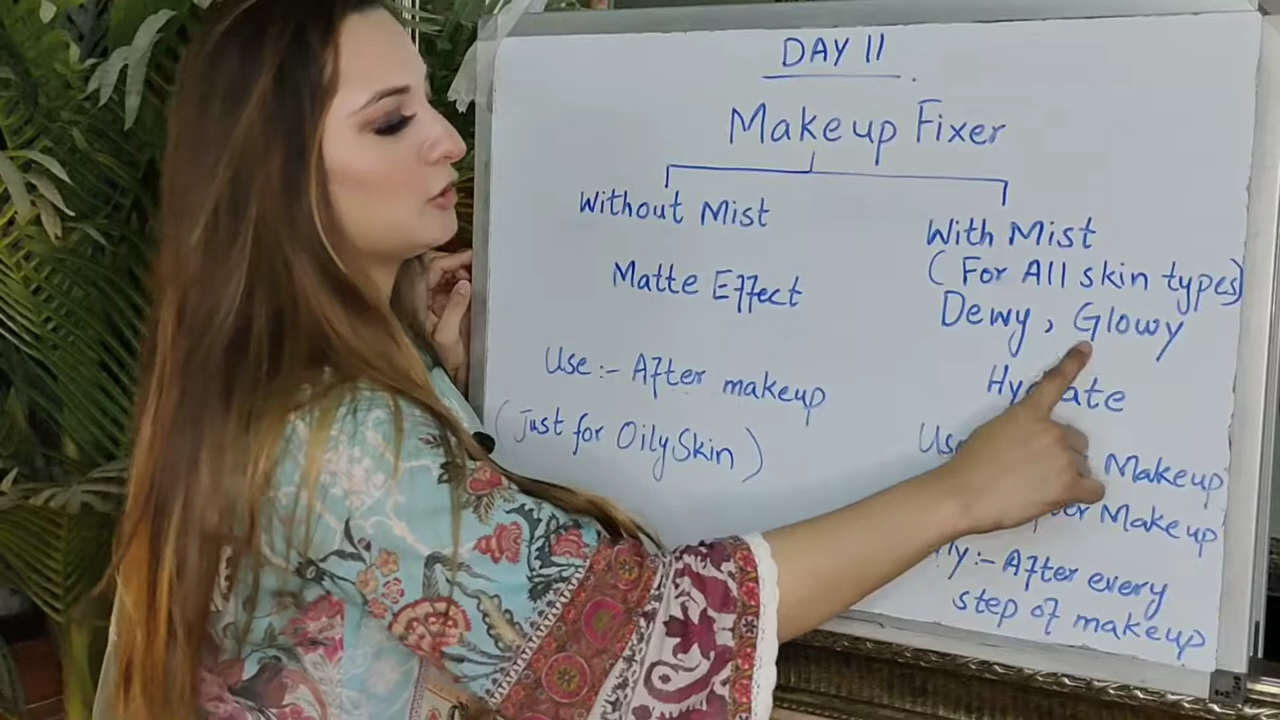 DAY 11
Makeup Fixer
Without Mist
Matte Effect
Use :- After makeup
(Just for Oily Skin)
With Mist
(For All skin types)
Dewy, Glowy
Makeup
Makeup
:- After every
step of makeup